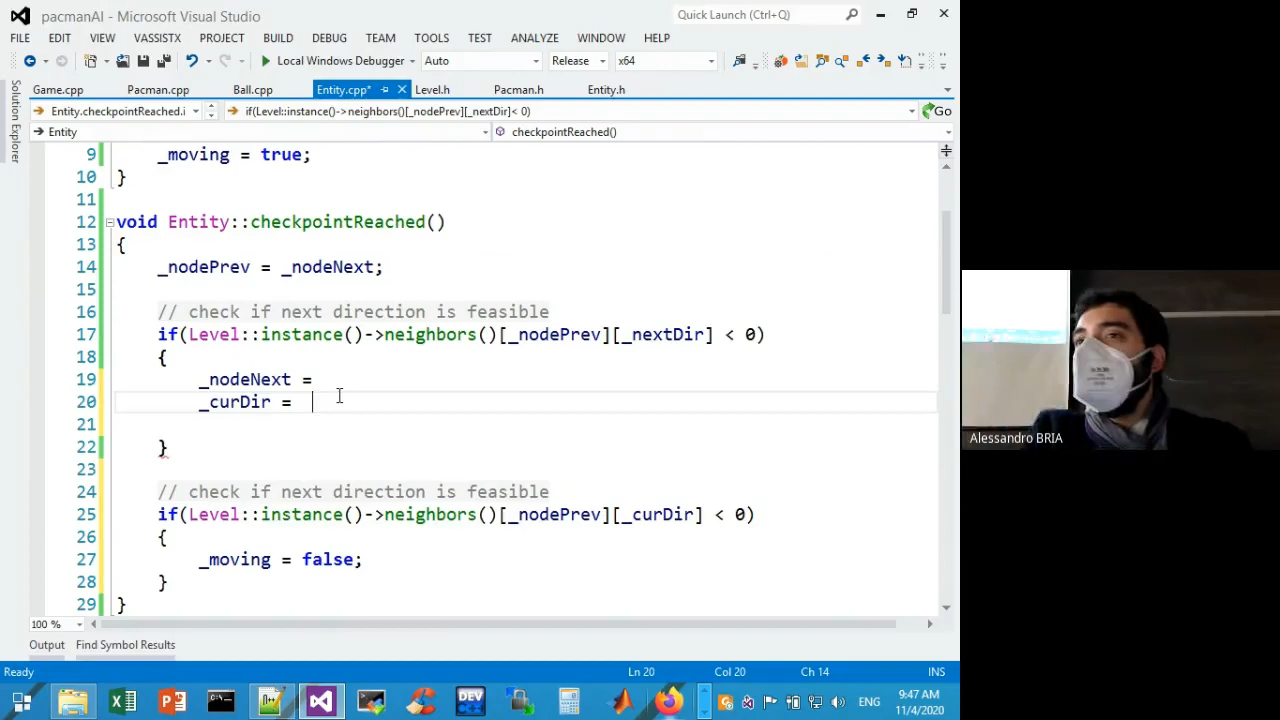 pacmanAI - Microsoft Visual Studio
Quick Launch (Ctrl+Q)
FILE EDIT VIEW VASSISTX PROJECT BUILD DEBUG TEAM TOOLS TEST ANALYZE WINDOW HELP
Local Windows Debugger Auto Release x64
Game.cpp Pacman.cpp Ball.cpp Entity.cpp* Level.h Pacman.h Entity.h
Solution Explorer
Entity.checkpointReached.i if(Level::instance()->neighbors()[_nodePrev][_nextDir]< 0) Go
Entity checkpointReached()
9 _moving = true;
10 }
11
12 void Entity::checkpointReached()
13 {
14 _nodePrev = _nodeNext;
15
16 // check if next direction is feasible
17 if(Level::instance()->neighbors()[_nodePrev][_nextDir] < 0)
18 {
19 _nodeNext =
20 _curDir =
21
22 }
23
24 // check if next direction is feasible
25 if(Level::instance()->neighbors()[_nodePrev][_curDir] < 0)
26 {
27 _moving = false;
28 }
29 }
100 %
Output Find Symbol Results
Ready Ln 20 Col 20 Ch 14 INS
DEV
ENG
9:47 AM
11/4/2020
Alessandro BRIA